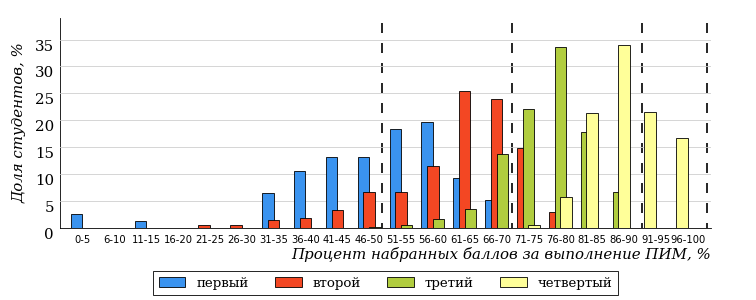 Доля студентов, %
35
30
25
20
15
10
5
0
0-5 6-10 11-15 16-20 21-25 26-30 31-35 36-40 41-45 46-50 51-55 56-60 61-65 66-70 71-75 76-80 81-85 86-90 91-95 96-100
Процент набранных баллов за выполнение ПИМ, %
первый второй третий четвертый